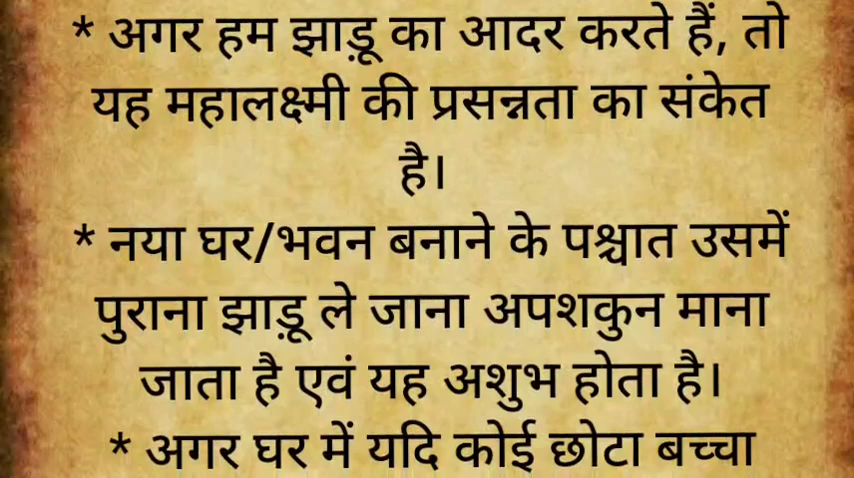 * अगर हम झाड़ू का आदर करते हैं, तो
यह महालक्ष्मी की प्रसन्नता का संकेत
है।
* नया घर/भवन बनाने के पश्चात उसमें
पुराना झाड़ू ले जाना अपशकुन माना
जाता है एवं यह अशुभ होता है।
* अगर घर में यदि कोई छोटा बच्चा